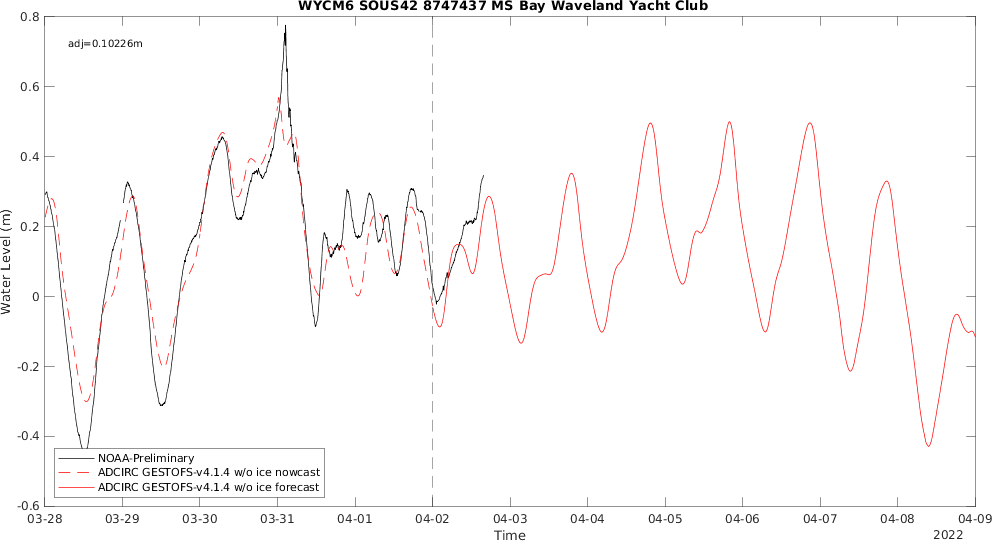 WYCM6 SOUS42 8747437 MS Bay Waveland Yacht Club
adj=0.10226m
Water Level (m)
0.8
0.6
0.4
0.2
0
-0.2
-0.4
-0.6
NOAA-Preliminary
ADCIRC GESTOFS-v4.1.4 w/o ice nowcast
ADCIRC GESTOFS-v4.1.4 w/o ice forecast
03-28 03-29 03-30 03-31 04-01 04-02 04-03 04-04 04-05 04-06 04-07 04-08 04-09
Time
2022